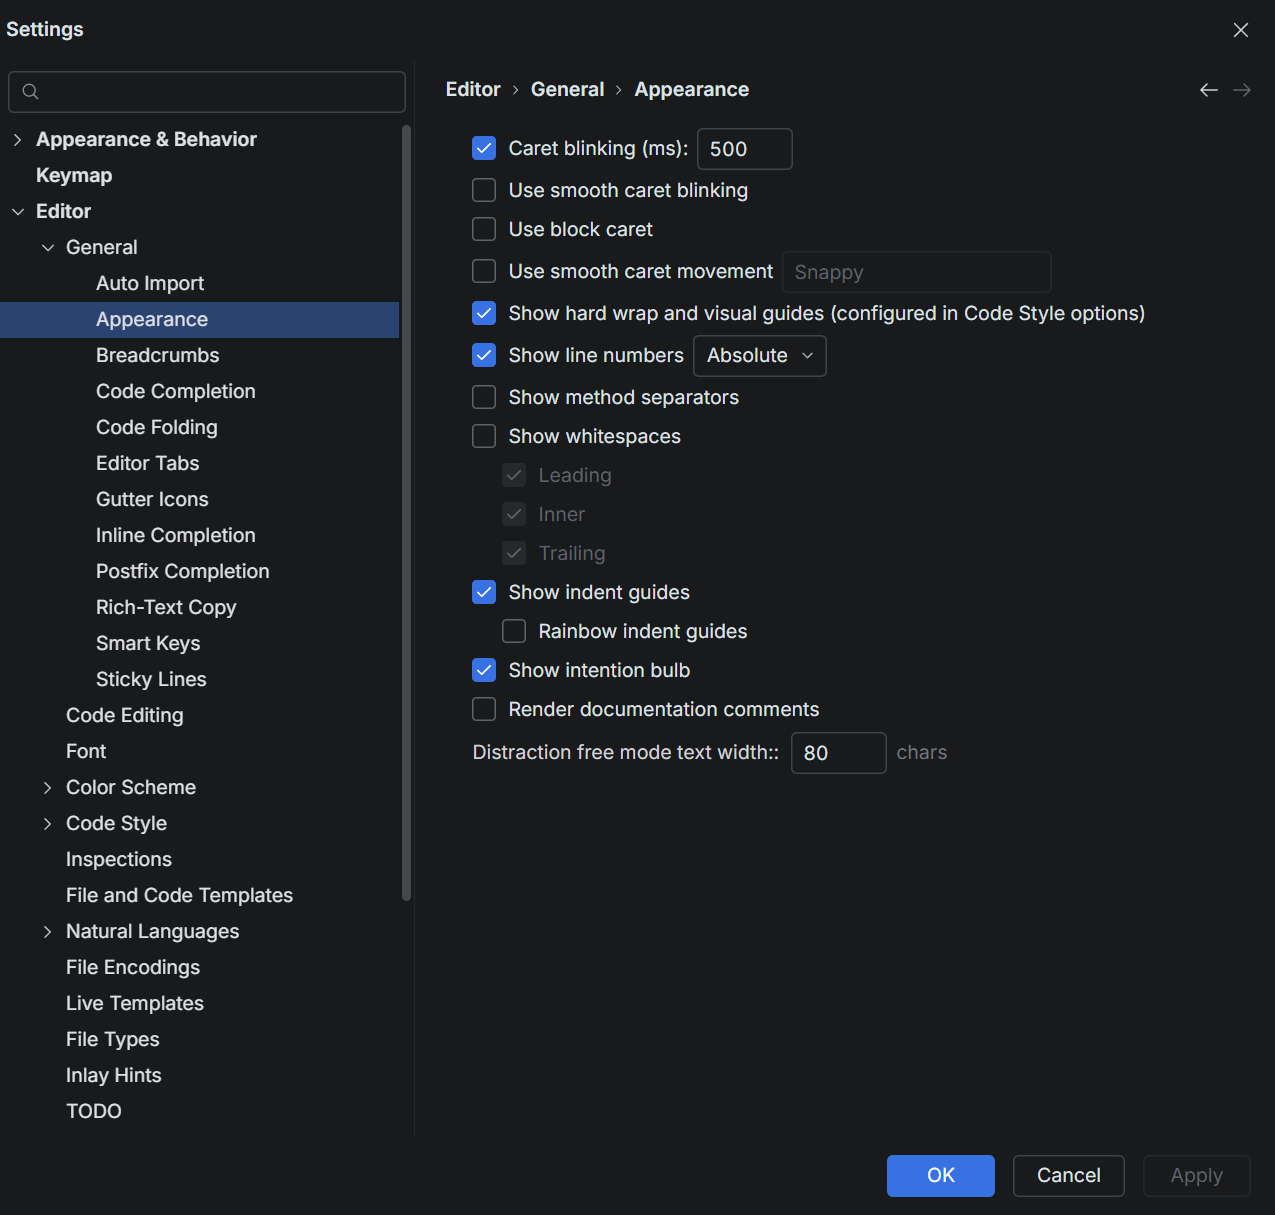 Settings
Appearance & Behavior
Keymap
Editor
General
Auto Import
Appearance
Breadcrumbs
Code Completion
Code Folding
Editor Tabs
Gutter Icons
Inline Completion
Postfix Completion
Rich-Text Copy
Smart Keys
Sticky Lines
Code Editing
Font
Color Scheme
Code Style
Inspections
File and Code Templates
Natural Languages
File Encodings
Live Templates
File Types
Inlay Hints
TODO
Editor › General › Appearance
Caret blinking (ms): 500
Use smooth caret blinking
Use block caret
Use smooth caret movement Snappy
Show hard wrap and visual guides (configured in Code Style options)
Show line numbers Absolute
Show method separators
Show whitespaces
Leading
Inner
Trailing
Show indent guides
Rainbow indent guides
Show intention bulb
Render documentation comments
Distraction free mode text width:: 80 chars
OK Cancel Apply